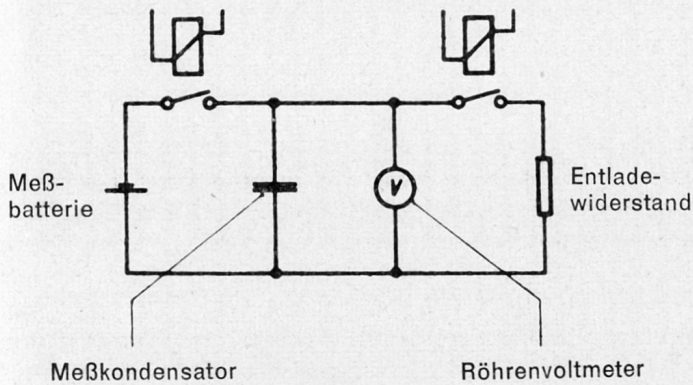 Meß-
batterie
V
Entlade-
widerstand
Meßkondensator
Röhrenvoltmeter